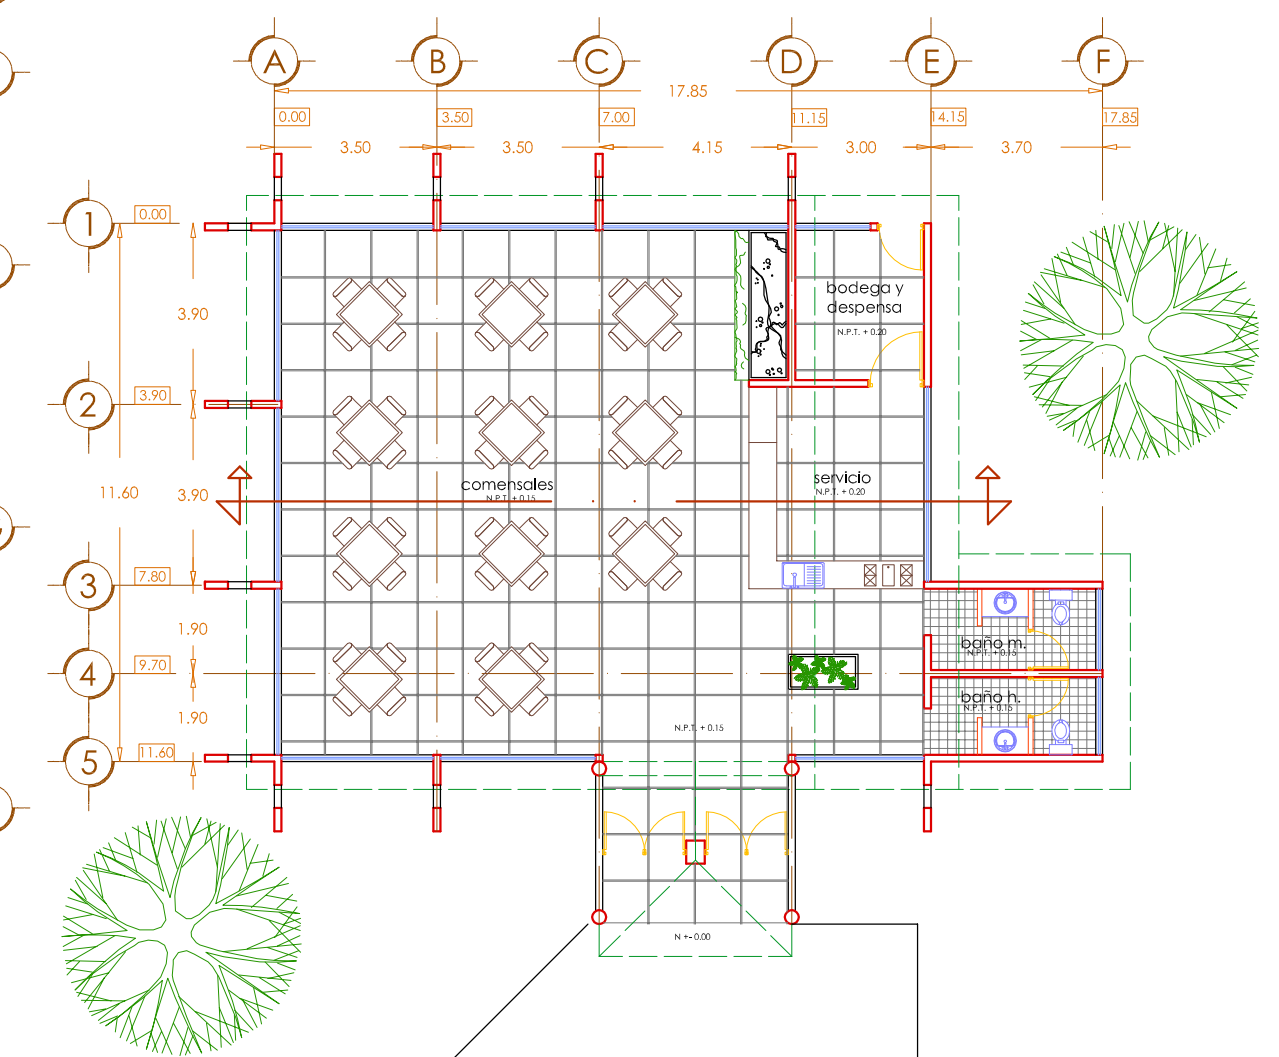 A B C D E F
17.85
0.00 3.50 7.00 11.15 14.15 17.85
3.50 3.50 4.15 3.00 3.70
1
0.00
3.90
bodega y
despensa
N.P.T. + 0.20
2
3.90
11.60
3.90
comensales
N.P.T. + 0.15
servicio
N.P.T. + 0.20
3
7.80
1.90
baño m.
N.P.T. + 0.15
4
9.70
baño h.
N.P.T. + 0.15
1.90
N.P.T. + 0.15
5
11.60
N +- 0.00